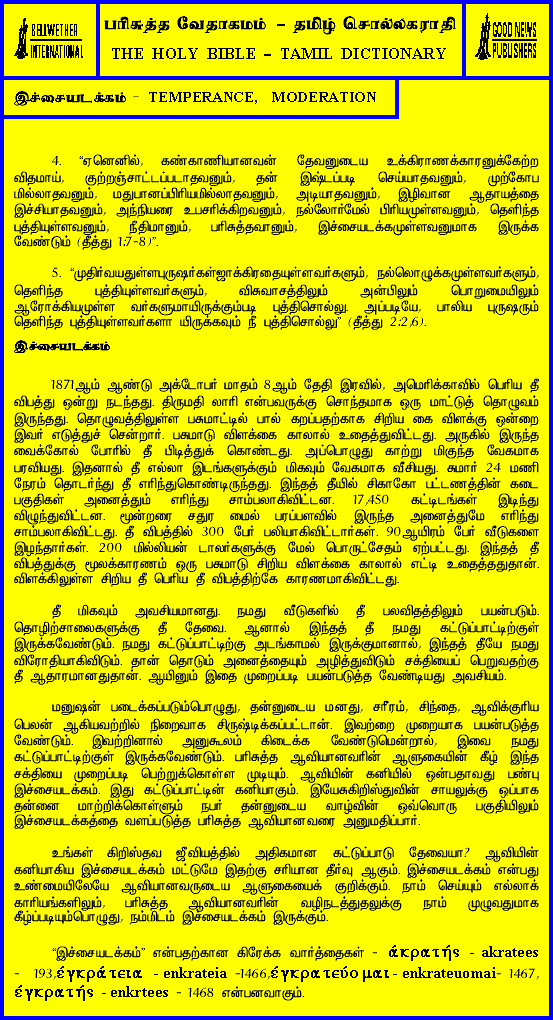 BELLWETHER
INTERNATIONAL
பரிசுத்த வேதாகமம் – தமிழ் சொல்லகராதி
THE HOLY BIBLE – TAMIL DICTIONARY
GOOD NEWS
PUBLISHERS
இச்சையடக்கம் – TEMPERANCE, MODERATION
4. “ஏனெனில், கண்காணியானவன் தேவனுடைய உக்கிராணக்காரனுக்கேற்ற
விதமாய், குற்றஞ்சாட்டப்படாதவனும், தன் இஷ்டப்படி செய்யாதவனும், முற்கோப
மில்லாதவனும், மதுபானப்பிரியமில்லாதவனும், அடியாதவனும், இழிவான ஆதாயத்தை
இச்சியாதவனும், அந்நியரை உபசரிக்கிறவனும், நல்லோர்மேல் பிரியமுள்ளவனும், தெளிந்த
புத்தியுள்ளவனும், நீதிமானும், பரிசுத்தவானும், இச்சையடக்கமுள்ளவனுமாக இருக்க
வேண்டும் (தீத்து 1:7-8)”.
5. “முதிர்வயதுள்ளபுருஷர்கள்ஜாக்கிரதையுள்ளவர்களும், நல்லொழுக்கமுள்ளவர்களும்,
தெளிந்த புத்தியுள்ளவர்களும், விசுவாசத்திலும் அன்பிலும் பொறுமையிலும்
ஆரோக்கியமுள்ள வர்களுமாயிருக்கும்படி புத்திசொல்லு. அப்படியே, பாலிய புருஷரும்
தெளிந்த புத்தியுள்ளவர்களா யிருக்கவும் நீ புத்திசொல்லு” (தீத்து 2:2,6).
இச்சையடக்கம்
1871ஆம் ஆண்டு அக்டோபர் மாதம் 8ஆம் தேதி இரவில், அமெரிக்காவில் பெரிய தீ
விபத்து ஒன்று நடந்தது. திருமதி லாரி என்பவருக்கு சொந்தமாக ஒரு மாட்டுத் தொழுவம்
இருந்தது. தொழுவத்திலுள்ள பசுமாட்டில் பால் கறப்பதற்காக சிறிய கை விளக்கு ஒன்றை
இவர் எடுத்துச் சென்றார். பசுமாடு விளக்கை காலால் உதைத்துவிட்டது. அருகில் இருந்த
வைக்கோல் போரில் தீ பிடித்துக் கொண்டது. அப்பொழுது காற்று மிகுந்த வேகமாக
பரவியது. இதனால் தீ எல்லா இடங்களுக்கும் மிகவும் வேகமாக வீசியது. சுமார் 24 மணி
நேரம் தொடர்ந்து தீ எரிந்துகொண்டிருந்தது. இந்தத் தீயில் சிகாகோ பட்டணத்தின் கடை
பகுதிகள் அனைத்தும் எரிந்து சாம்பலாகிவிட்டன. 17,450 கட்டிடங்கள் இடிந்து
விழுந்துவிட்டன. மூன்றரை சதுர மைல் பரப்பளவில் இருந்த அனைத்துமே எரிந்து
சாம்பலாகிவிட்டது. தீ விபத்தில் 300 பேர் பலியாகிவிட்டார்கள். 90ஆயிரம் பேர் வீடுகளை
இழந்தார்கள். 200 மில்லியன் டாலர்களுக்கு மேல் பொருட்சேதம் ஏற்பட்டது. இந்தத் தீ
விபத்துக்கு மூலக்காரணம் ஒரு பசுமாடு சிறிய விளக்கை காலால் எட்டி உதைத்ததுதான்.
விளக்கிலுள்ள சிறிய தீ பெரிய தீ விபத்திற்கே காரணமாகிவிட்டது.
தீ மிகவும் அவசியமானது. நமது வீடுகளில் தீ பலவிதத்திலும் பயன்படும்.
தொழிற்சாலைகளுக்கு தீ தேவை. ஆனால் இந்தத் தீ நமது கட்டுப்பாட்டிற்குள்
இருக்கவேண்டும். நமது கட்டுப்பாட்டிற்கு அடங்காமல் இருக்குமானால், இந்தத் தீயே நமது
விரோதியாகிவிடும். தான் தொடும் அனைத்தையும் அழித்துவிடும் சக்தியைப் பெறுவதற்கு
தீ ஆதாரமானதுதான். ஆயினும் இதை முறைப்படி பயன்படுத்த வேண்டியது அவசியம்.
மனுஷன் படைக்கப்படும்பொழுது, தன்னுடைய மனது, சரீரம், சிந்தை, ஆவிக்குரிய
பெலன் ஆகியவற்றில் நிறைவாக சிருஷ்டிக்கப்பட்டான். இவற்றை முறையாக பயன்படுத்த
வேண்டும். இவற்றினால் அனுகூலம் கிடைக்க வேண்டுமென்றால், இவை நமது
கட்டுப்பாட்டிற்குள் இருக்கவேண்டும். பரிசுத்த ஆவியானவரின் ஆளுகையின் கீழ் இந்த
சக்தியை முறைப்படி பெற்றுக்கொள்ள முடியும். ஆவியின் கனியில் ஒன்பதாவது பண்பு
இச்சையடக்கம். இது கட்டுப்பாட்டின் கனியாகும். இயேசுகிறிஸ்துவின் சாயலுக்கு ஒப்பாக
தன்னை மாற்றிக்கொள்ளும் நபர் தன்னுடைய வாழ்வின் ஒவ்வொரு பகுதியிலும்
இச்சையடக்கத்தை வளப்படுத்த பரிசுத்த ஆவியானவரை அனுமதிப்பார்.
உங்கள் கிறிஸ்தவ ஜீவியத்தில் அதிகமான கட்டுப்பாடு தேவையா? ஆவியின்
கனியாகிய இச்சையடக்கம் மட்டுமே இதற்கு சரியான தீர்வு ஆகும். இச்சையடக்கம் என்பது
உண்மையிலேயே ஆவியானவருடைய ஆளுகையைக் குறிக்கும். நாம் செய்யும் எல்லாக்
காரியங்களிலும், பரிசுத்த ஆவியானவரின் வழிநடத்துதலுக்கு நாம் முழுவதுமாக
கீழ்ப்படியும்பொழுது, நம்மிடம் இச்சையடக்கம் இருக்கும்.
“இச்சையடக்கம்” என்பதற்கான கிரேக்க வார்த்தைகள் - ἀκρατής - akratees
- 193,ἐγκράτεια - enkrateia -1466,ἐγκρατεύομαι - enkrateuomai- 1467,
ἐγκρατής - enkrtees - 1468 என்பனவாகும்.